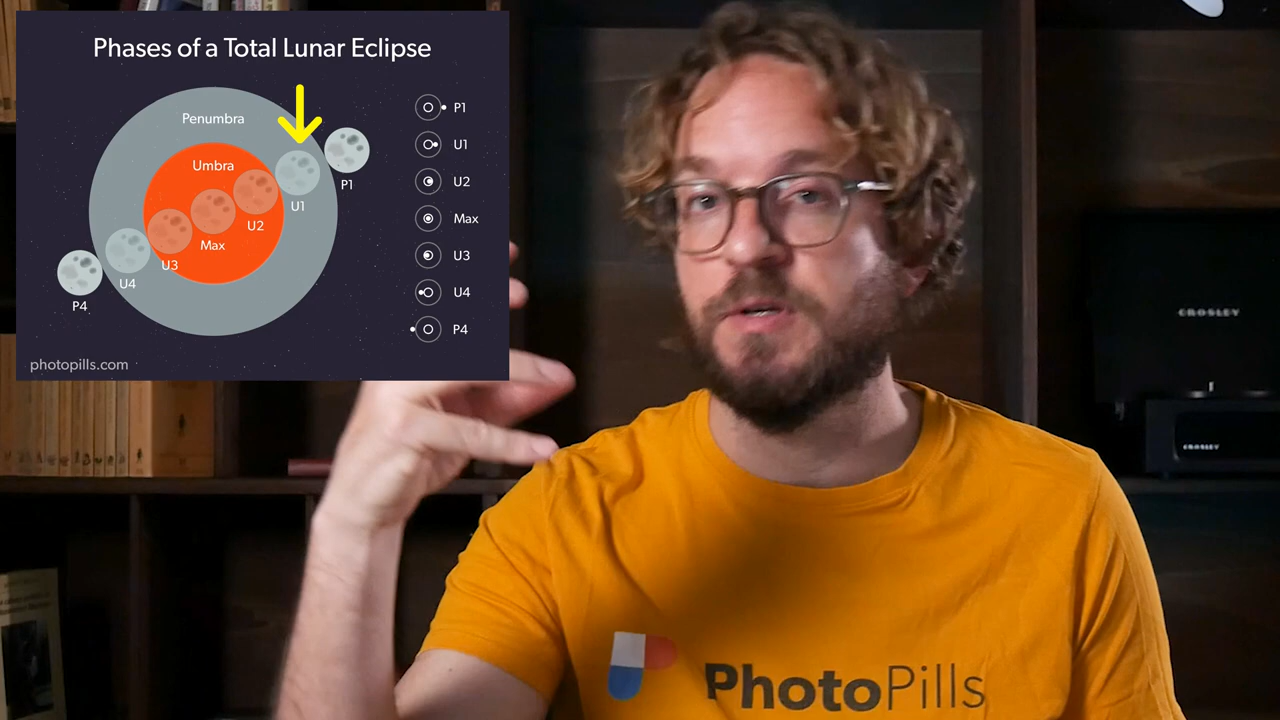 Phases of a Total Lunar Eclipse
Penumbra
Umbra
P1
U1
U2
Max
U3
U4
P4
P1
U1
U2
Max
U3
U4
P4
photopills.com
CROSLEY
CROSLEY
PhotoPills